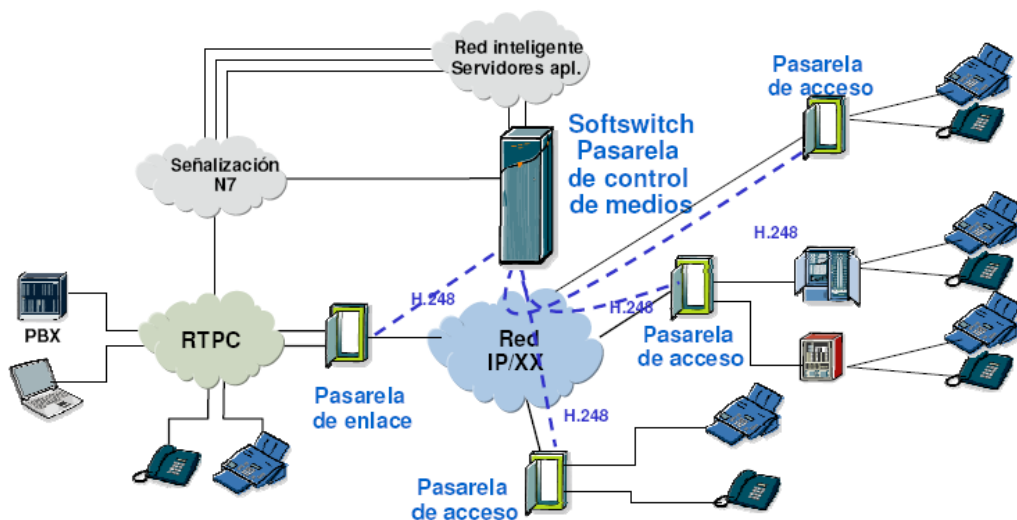 Red inteligente
Servidores apl.
Pasarela
de acceso
Softswitch
Pasarela
de control
de medios
Señalización
N7
H.248
H.248
H.248
PBX
RTPC
Red
IP/XX
Pasarela
de acceso
Pasarela
de enlace
H.248
Pasarela
de acceso